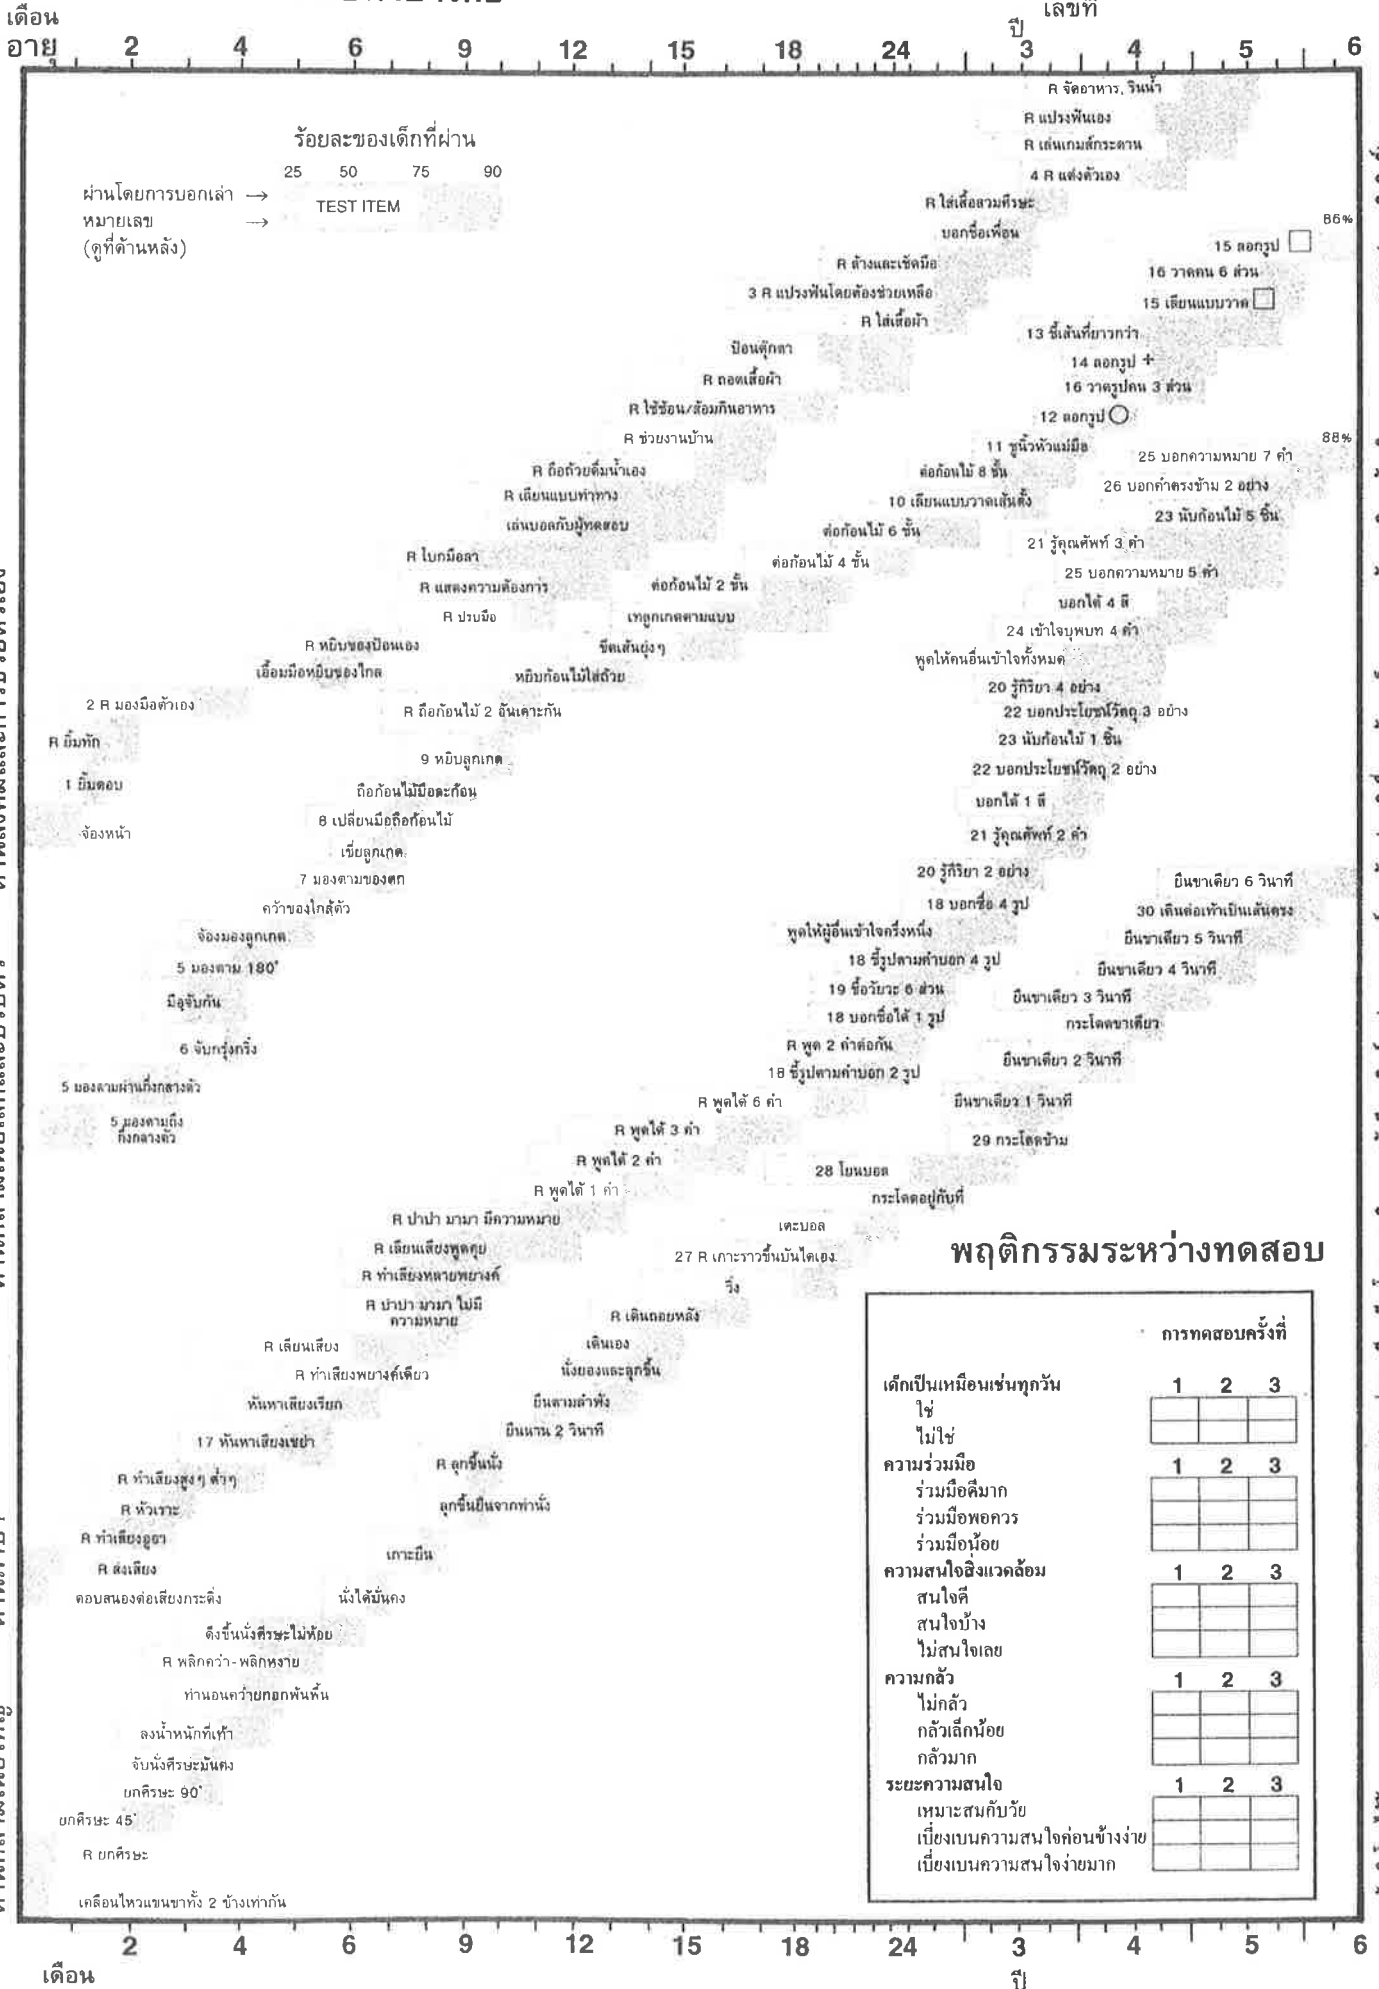 เดือน
เลขที่
อายุ
ปี
2 4 6 9 12 15 18 24 3 4 5 6
R จัดอาหาร, รินน้ำ
R แปรงฟันเอง
ร้อยละของเด็กที่ผ่าน
R เล่นเกมส์กระดาน
25 50 75 90
4 R แต่งตัวเอง
ผ่านโดยการบอกเล่า →
TEST ITEM
หมายเลข →
(ดูที่ด้านหลัง)
R ใส่เสื้อสวมศีรษะ
86%
บอกชื่อเพื่อน
15 ลอกรูป □
R ล้างและเช็ดมือ
16 วาดคน 6 ส่วน
3 R แปรงฟันโดยต้องช่วยเหลือ
15 เลียนแบบวาด □
R ใส่เสื้อผ้า
13 ชี้เส้นที่ยาวกว่า
ป้อนตุ๊กตา
14 ลอกรูป +
R ถอดเสื้อผ้า
16 วาดรูปคน 3 ส่วน
R ใช้ช้อน/ส้อมกินอาหาร
12 ลอกรูป ○
R ช่วยงานบ้าน
88%
11 ชูนิ้วหัวแม่มือ
25 บอกความหมาย 7 คำ
R ถือถ้วยดื่มน้ำเอง
ต่อก้อนไม้ 8 ชั้น
26 บอกคำตรงข้าม 2 อย่าง
R เลียนแบบท่าทาง
10 เลียนแบบวาดเส้นตั้ง
23 นับก้อนไม้ 5 ชิ้น
เล่นบอลกับผู้ทดสอบ
ต่อก้อนไม้ 6 ชั้น
21 รู้คุณศัพท์ 3 คำ
R โบกมือลา
ต่อก้อนไม้ 4 ชั้น
25 บอกความหมาย 5 คำ
R แสดงความต้องการ
ต่อก้อนไม้ 2 ชั้น
บอกได้ 4 สี
R ปรบมือ
เทลูกเกดตามแบบ
24 เข้าใจบุพบท 4 คำ
R หยิบของป้อนเอง
ขีดเส้นยุ่งๆ
พูดให้คนอื่นเข้าใจทั้งหมด
เอื้อมมือหยิบของไกล
หยิบก้อนไม้ใส่ถ้วย
20 รู้กิริยา 4 อย่าง
2 R มองมือตัวเอง
R ถือก้อนไม้ 2 อันเคาะกัน
22 บอกประโยชน์วัตถุ 3 อย่าง
R ยิ้มทัก
23 นับก้อนไม้ 1 ชิ้น
9 หยิบลูกเกด
22 บอกประโยชน์วัตถุ 2 อย่าง
1 ยิ้มตอบ
ถือก้อนไม้มือละก้อน
บอกได้ 1 สี
8 เปลี่ยนมือถือก้อนไม้
จ้องหน้า
21 รู้คุณศัพท์ 2 คำ
เขี่ยลูกเกด
20 รู้กิริยา 2 อย่าง
7 มองตามของตก
ยืนขาเดียว 6 วินาที
คว้าของใกล้ตัว
18 บอกชื่อ 4 รูป
30 เดินต่อเท้าเป็นเส้นตรง
จ้องมองลูกเกด
พูดให้ผู้อื่นเข้าใจครึ่งหนึ่ง
ยืนขาเดียว 5 วินาที
5 มองตาม 180°
18 ชี้รูปตามคำบอก 4 รูป
ยืนขาเดียว 4 วินาที
มือจับกัน
19 ชี้อวัยวะ 6 ส่วน
ยืนขาเดียว 3 วินาที
18 บอกชื่อได้ 1 รูป
กระโดดขาเดียว
6 จับกรุ๋งกริ๋ง
R พูด 2 คำต่อกัน
ยืนขาเดียว 2 วินาที
5 มองตามผ่านกึ่งกลางตัว
18 ชี้รูปตามคำบอก 2 รูป
R พูดได้ 6 คำ
ยืนขาเดียว 1 วินาที
5 มองตามถึง
กึ่งกลางตัว
R พูดได้ 3 คำ
29 กระโดดข้าม
R พูดได้ 2 คำ
28 โยนบอล
R พูดได้ 1 คำ
กระโดดอยู่กับที่
R ปาปา มามา มีความหมาย
เตะบอล
R เลียนเสียงพูดคุย
27 R เกาะราวขึ้นบันไดเอง
พฤติกรรมระหว่างทดสอบ
R ทำเสียงหลายพยางค์
วิ่ง
R ปาปา มามา ไม่มี
ความหมาย
R เดินถอยหลัง
การทดสอบครั้งที่
R เลียนเสียง
เดินเอง
R ทำเสียงพยางค์เดียว
นั่งยองและลุกขึ้น
เด็กเป็นเหมือนเช่นทุกวัน 1 2 3
หันหาเสียงเรียก
ยืนตามลำพัง
ใช่
ยืนนาน 2 วินาที
ไม่ใช่
17 หันหาเสียงเขย่า
R ลุกขึ้นนั่ง
ความร่วมมือ 1 2 3
R ทำเสียงสูงๆ ต่ำๆ
ร่วมมือดีมาก
R หัวเราะ
ลุกขึ้นยืนจากท่านั่ง
ร่วมมือพอควร
R ทำเสียงอูอา
ร่วมมือน้อย
เกาะยืน
R ส่งเสียง
ความสนใจสิ่งแวดล้อม 1 2 3
ตอบสนองต่อเสียงกระดิ่ง
นั่งได้มั่นคง
สนใจดี
สนใจบ้าง
ดึงขึ้นนั่งศีรษะไม่ห้อย
ไม่สนใจเลย
R พลิกคว่ำ-พลิกหงาย
ความกลัว 1 2 3
ท่านอนคว่ำยกอกพ้นพื้น
ไม่กลัว
ลงน้ำหนักที่เท้า
กลัวเล็กน้อย
จับนั่งศีรษะมั่นคง
กลัวมาก
ยกศีรษะ 90°
ระยะความสนใจ 1 2 3
ยกศีรษะ 45°
เหมาะสมกับวัย
เบี่ยงเบนความสนใจค่อนข้างง่าย
R ยกศีรษะ
เบี่ยงเบนความสนใจง่ายมาก
เคลื่อนไหวแขนขาทั้ง 2 ข้างเท่ากัน
2 4 6 9 12 15 18 24 3 4 5 6
เดือน
ปี